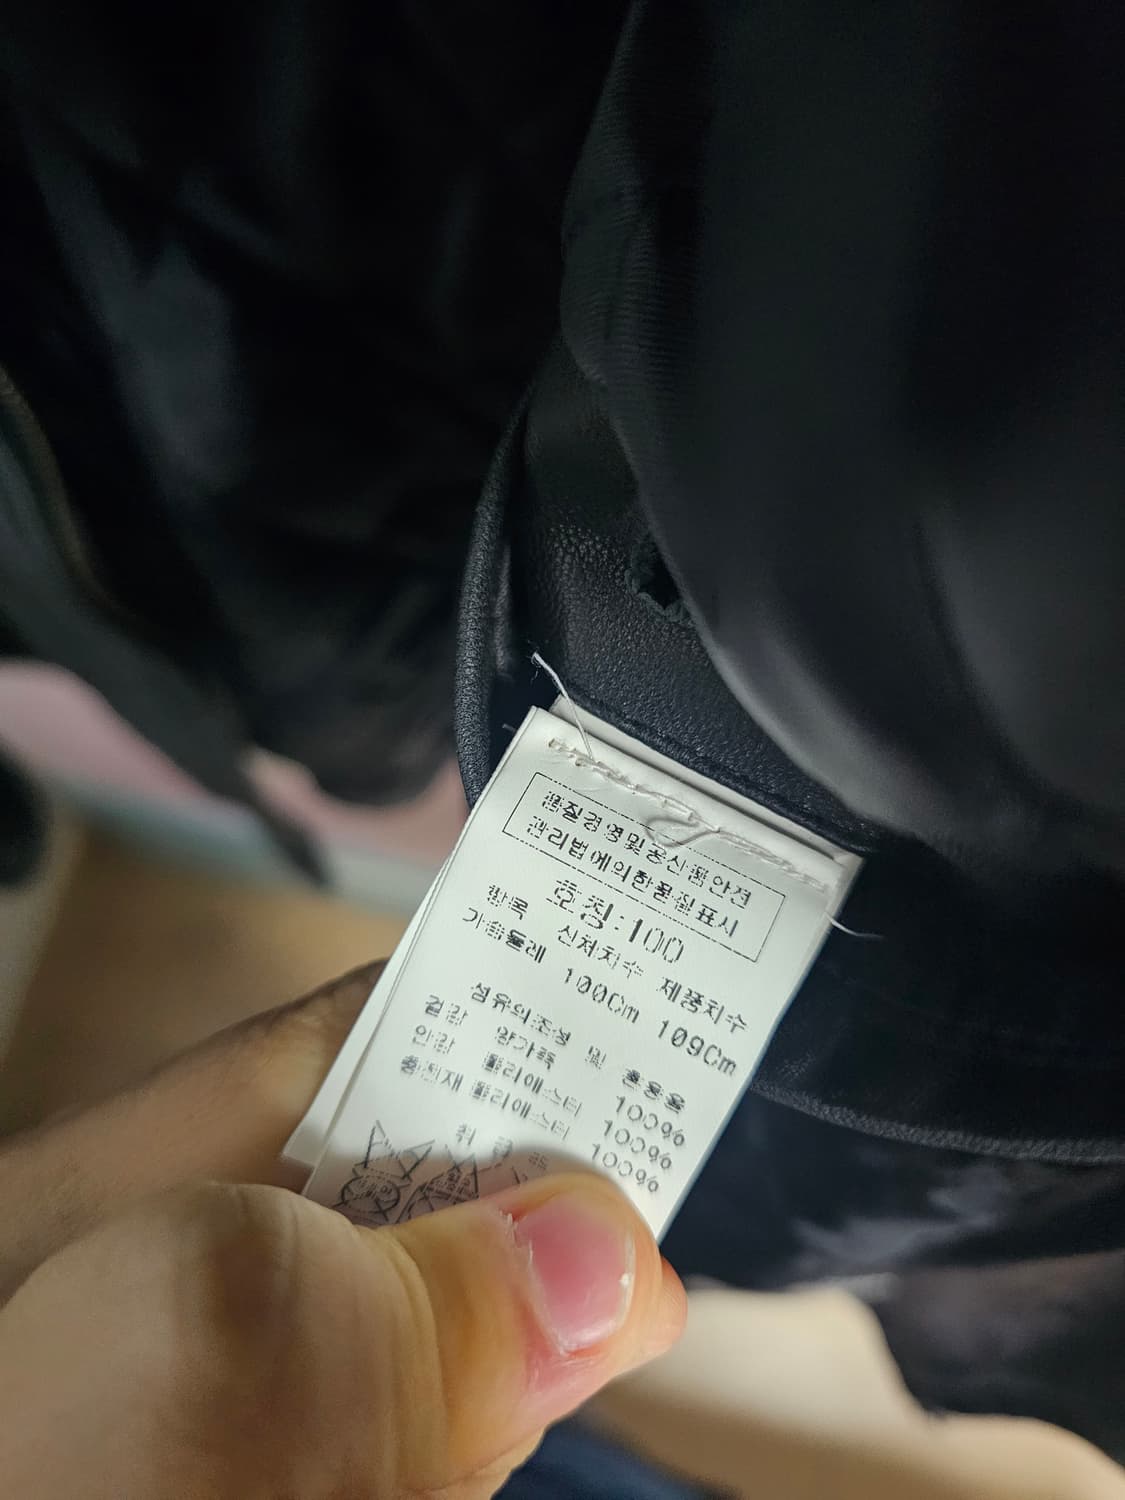 품질경영및공산품안전
관리법에의한품질표시
호칭:100
항목 신체치수 제품치수
가슴둘레 100Cm 109Cm
섬유의조성 및 혼용율
겉감 양가죽 100%
안감 폴리에스터 100%
충전재 폴리에스터 100%
취 급